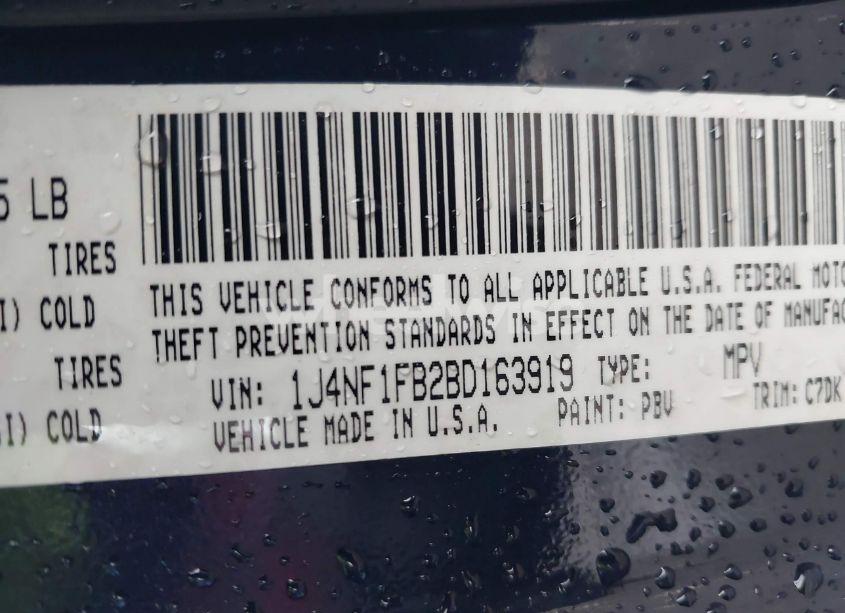 5 LB
TIRES
I) COLD
TIRES
I) COLD
THIS VEHICLE CONFORMS TO ALL APPLICABLE U.S.A. FEDERAL MOTO
THEFT PREVENTION STANDARDS IN EFFECT ON THE DATE OF MANUFAC
VIN: 1J4NF1FB2BD163919 TYPE: MPV
VEHICLE MADE IN U.S.A. PAINT: PBV TRIM: C7DK